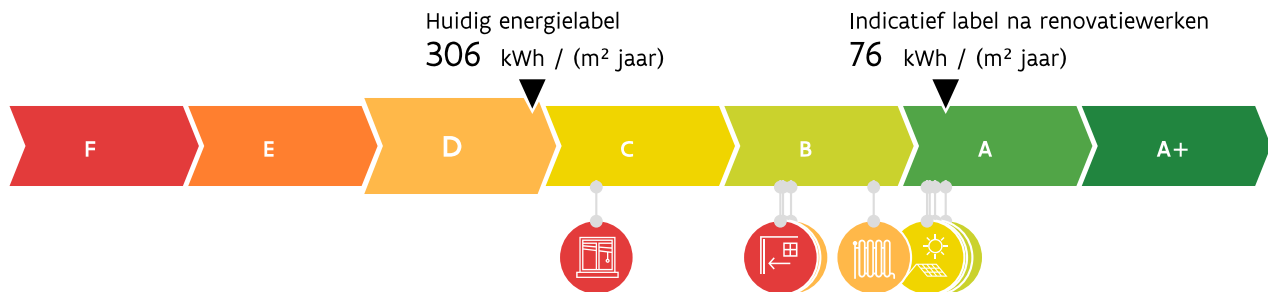 Huidig energielabel
306 kWh / (m² jaar)
Indicatief label na renovatiewerken
76 kWh / (m² jaar)
F E D C B A A+